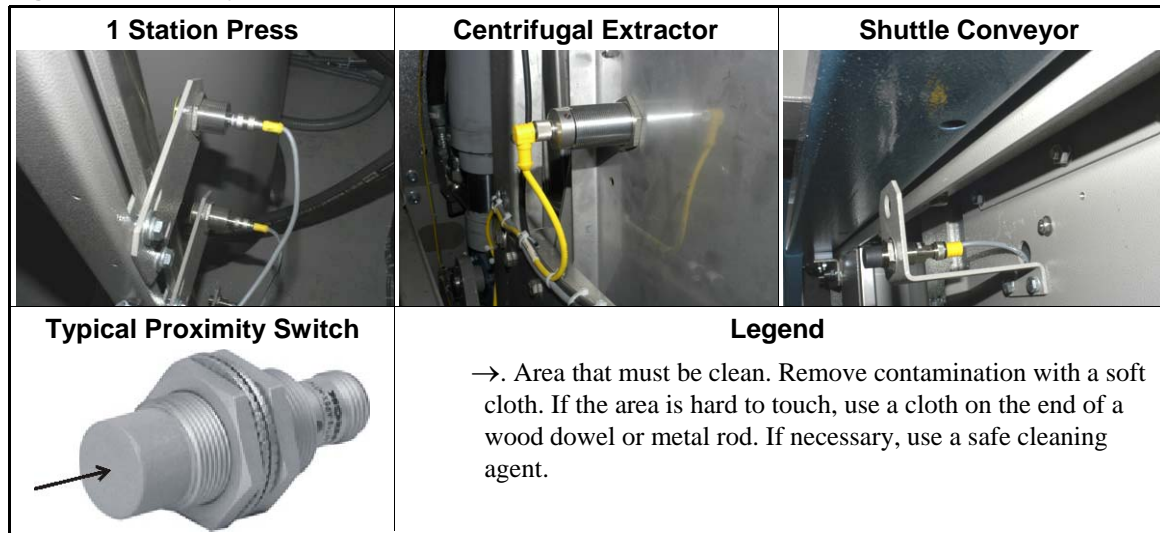 1 Station Press
Centrifugal Extractor
Shuttle Conveyor
Typical Proximity Switch
Legend
→. Area that must be clean. Remove contamination with a soft
cloth. If the area is hard to touch, use a cloth on the end of a
wood dowel or metal rod. If necessary, use a safe cleaning
agent.